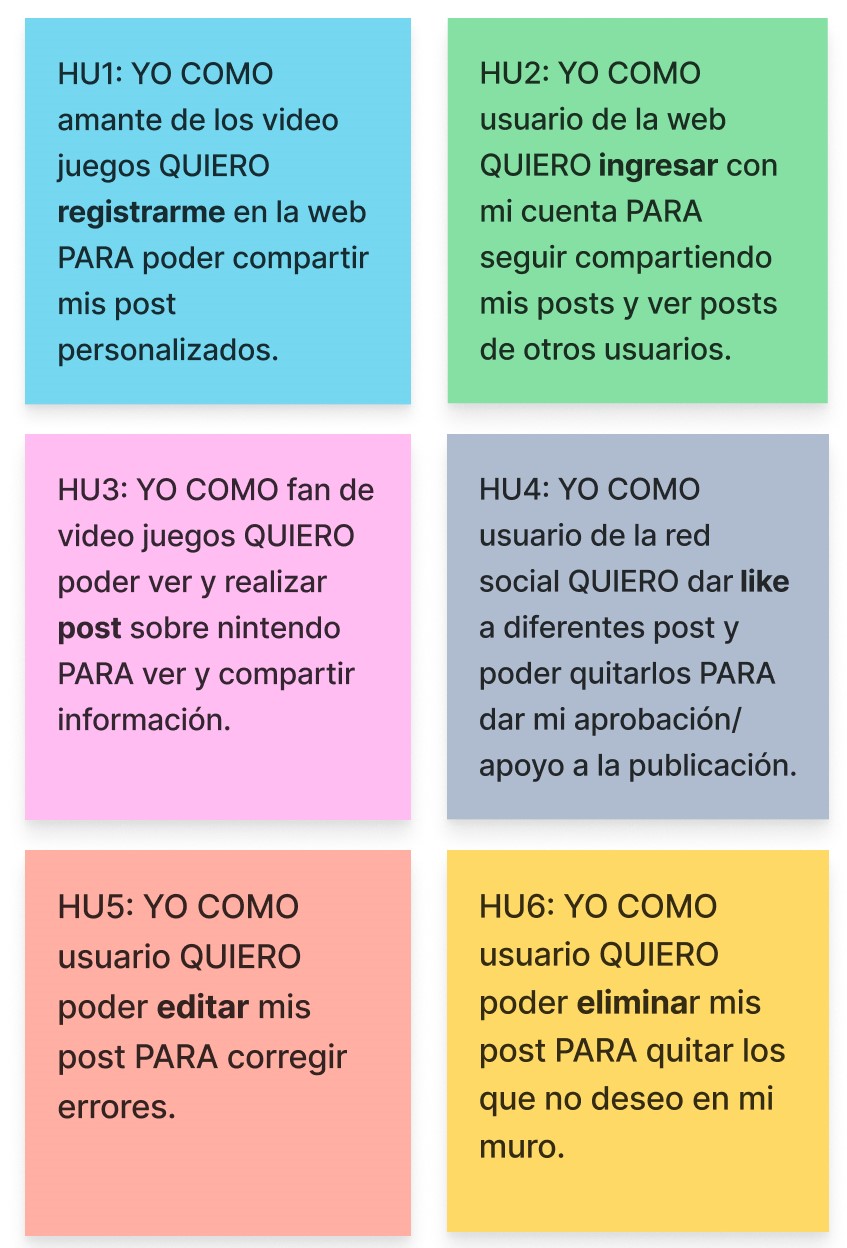 HU1: YO COMO
amante de los video
juegos QUIERO
registrarme en la web
PARA poder compartir
mis post
personalizados.
HU2: YO COMO
usuario de la web
QUIERO ingresar con
mi cuenta PARA
seguir compartiendo
mis posts y ver posts
de otros usuarios.
HU3: YO COMO fan de
video juegos QUIERO
poder ver y realizar
post sobre nintendo
PARA ver y compartir
información.
HU4: YO COMO
usuario de la red
social QUIERO dar like
a diferentes post y
poder quitarlos PARA
dar mi aprobación/
apoyo a la publicación.
HU5: YO COMO
usuario QUIERO
poder editar mis
post PARA corregir
errores.
HU6: YO COMO
usuario QUIERO
poder eliminar mis
post PARA quitar los
que no deseo en mi
muro.